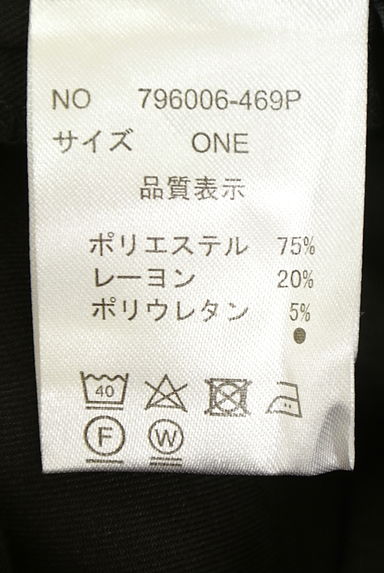 NO 796006-469P
サイズ ONE
品質表示
ポリエステル 75%
レーヨン 20%
ポリウレタン 5%
40
F W